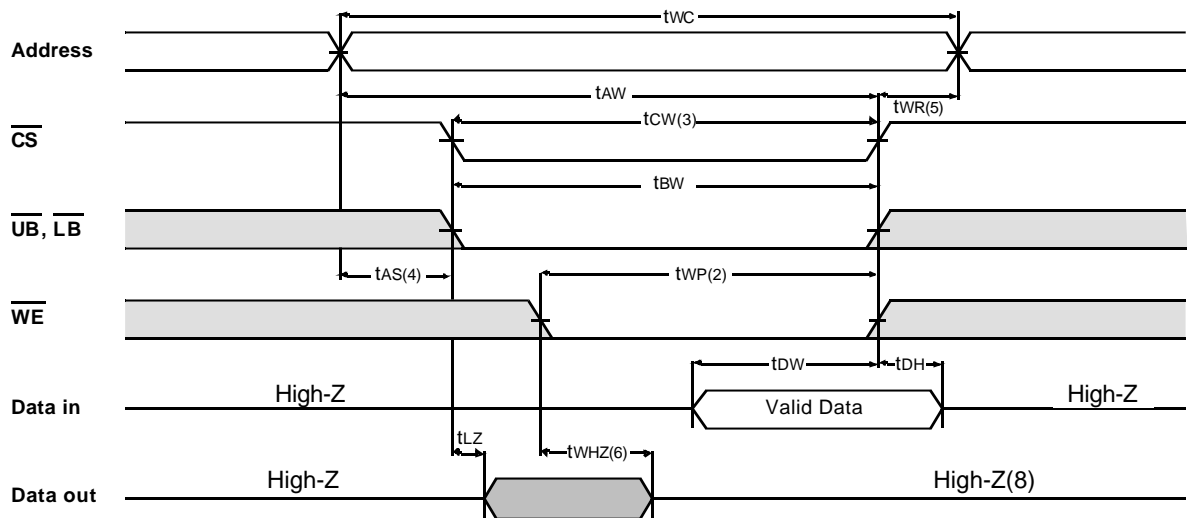 tWC
Address
tAW
tWR(5)
tCW(3)
CS
tBW
UB, LB
tAS(4)
tWP(2)
WE
tDW
tDH
High-Z
High-Z
Data in
Valid Data
tLZ
tWHZ(6)
High-Z
High-Z(8)
Data out